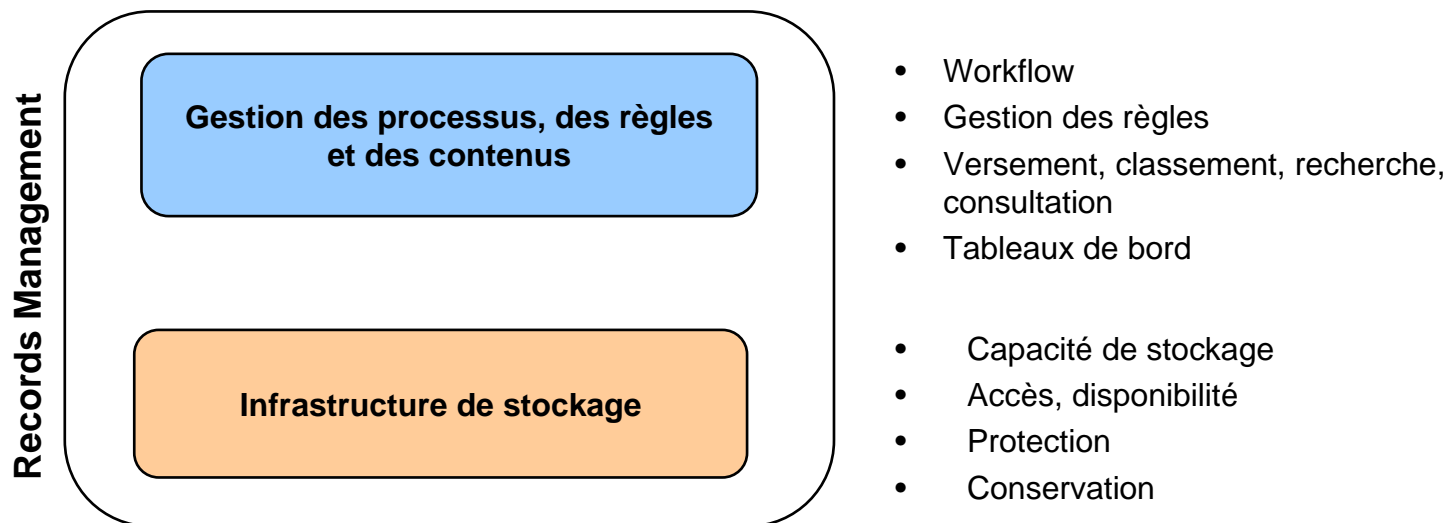 Records Management
Gestion des processus, des règles
et des contenus
• Workflow
• Gestion des règles
• Versement, classement, recherche,
consultation
• Tableaux de bord
Infrastructure de stockage
• Capacité de stockage
• Accès, disponibilité
• Protection
• Conservation